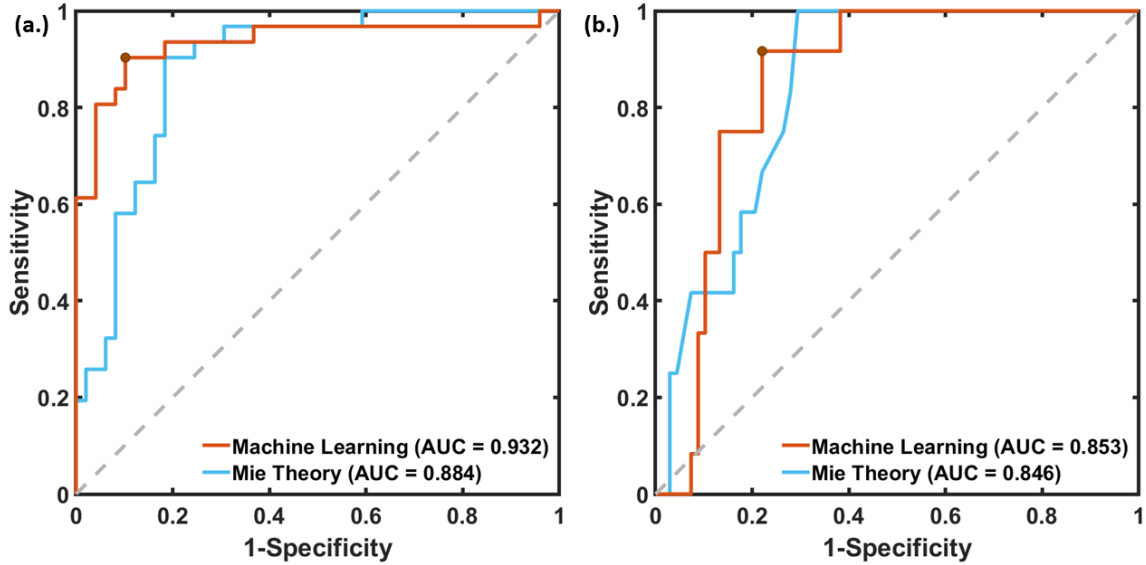 (a.)
1
0.8
0.6
0.4
0.2
0
Sensitivity
Machine Learning (AUC = 0.932)
Mie Theory (AUC = 0.884)
0 0.2 0.4 0.6 0.8 1
1-Specificity
(b.)
1
0.8
0.6
0.4
0.2
0
Sensitivity
Machine Learning (AUC = 0.853)
Mie Theory (AUC = 0.846)
0 0.2 0.4 0.6 0.8 1
1-Specificity